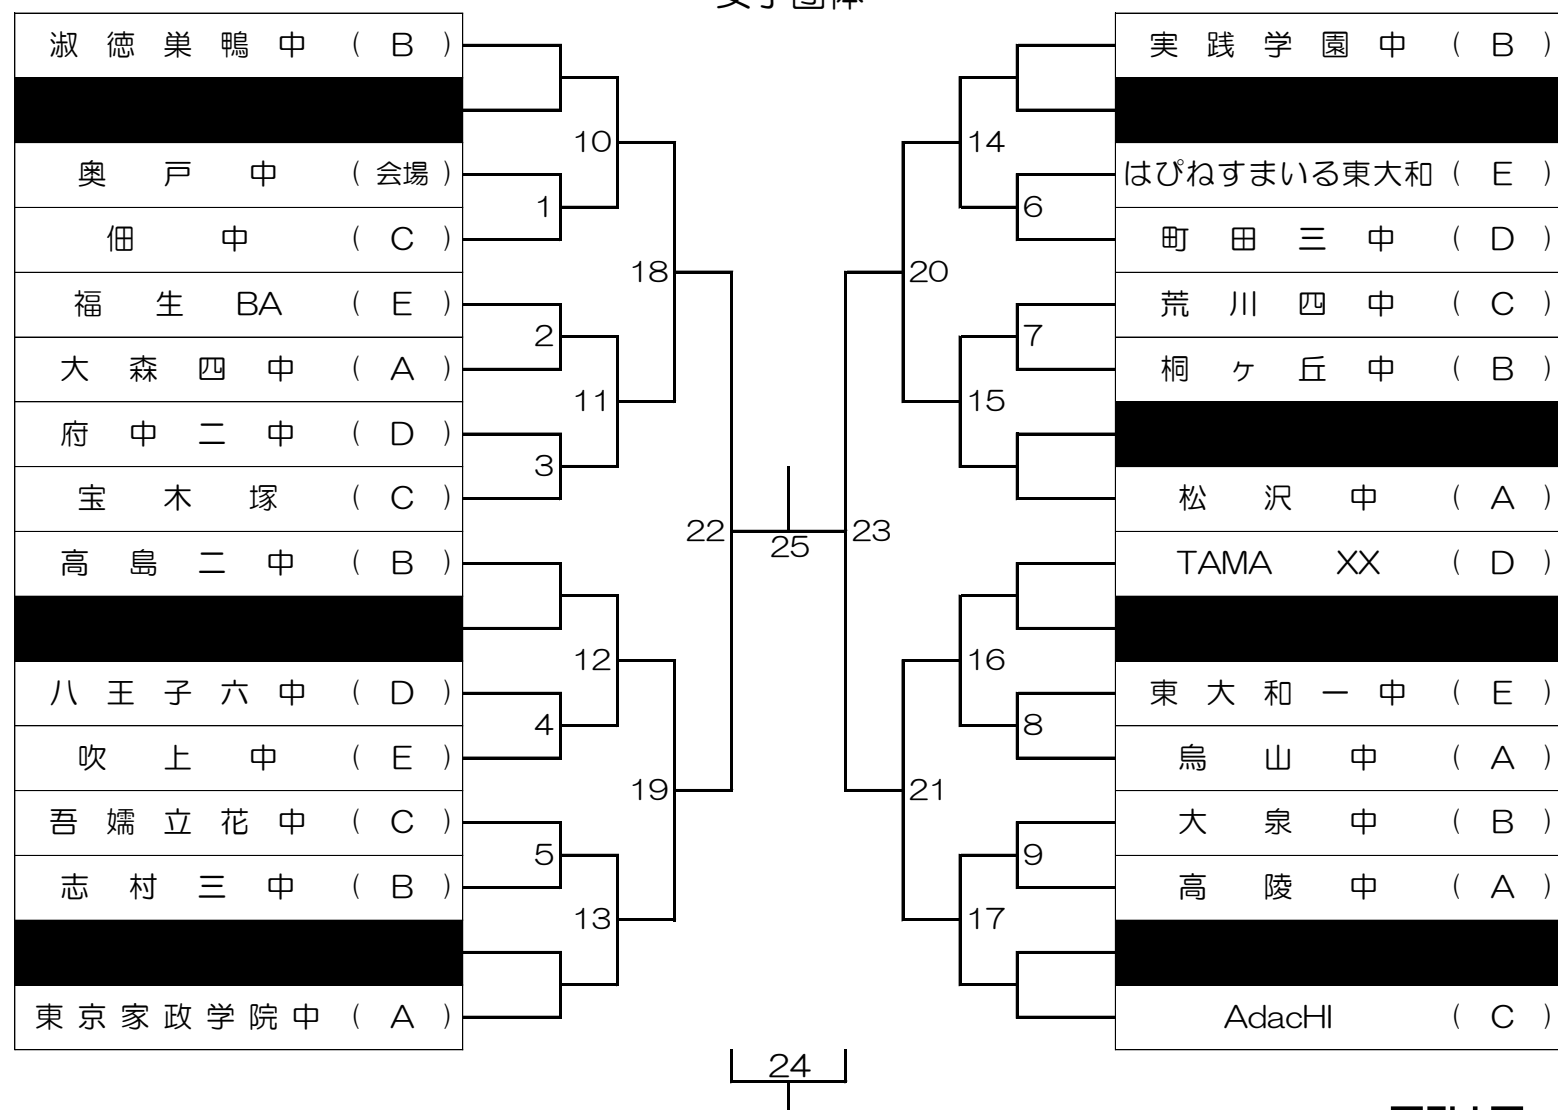 女子団体
淑徳巣鴨中 ( B )
奥戸中 ( 会場 )
佃中 ( C )
福生BA ( E )
大森四中 ( A )
府中二中 ( D )
宝木塚 ( C )
高島二中 ( B )
八王子六中 ( D )
吹上中 ( E )
吾嬬立花中 ( C )
志村三中 ( B )
東京家政学院中 ( A )
1
2
3
4
5
10
11
12
13
18
19
22
25
23
20
21
14
15
16
17
6
7
8
9
実践学園中 ( B )
はぴねすまいる東大和 ( E )
町田三中 ( D )
荒川四中 ( C )
桐ヶ丘中 ( B )
松沢中 ( A )
TAMA XX ( D )
東大和一中 ( E )
烏山中 ( A )
大泉中 ( B )
高陵中 ( A )
AdacHI ( C )
24